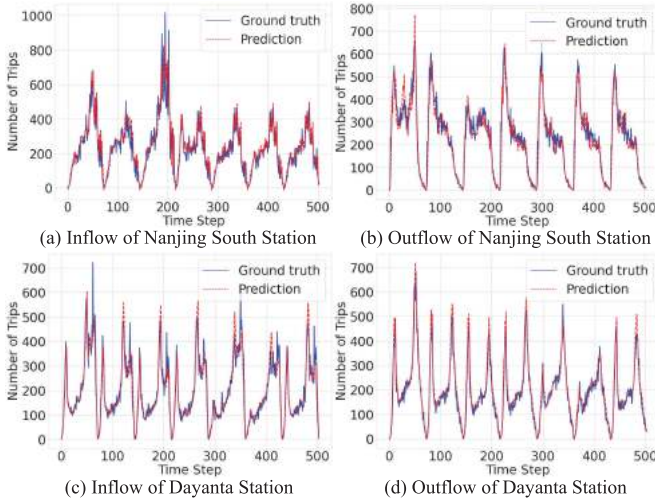 1000
800
600
400
200
0
Number of Trips
Ground truth
Prediction
0 100 200 300 400 500
Time Step
(a) Inflow of Nanjing South Station
800
700
600
500
400
300
200
100
0
Number of Trips
Ground truth
Prediction
0 100 200 300 400 500
Time Step
(b) Outflow of Nanjing South Station
700
600
500
400
300
200
100
0
Number of Trips
Ground truth
Prediction
0 100 200 300 400 500
Time Step
(c) Inflow of Dayanta Station
700
600
500
400
300
200
100
0
Number of Trips
Ground truth
Prediction
0 100 200 300 400 500
Time Step
(d) Outflow of Dayanta Station